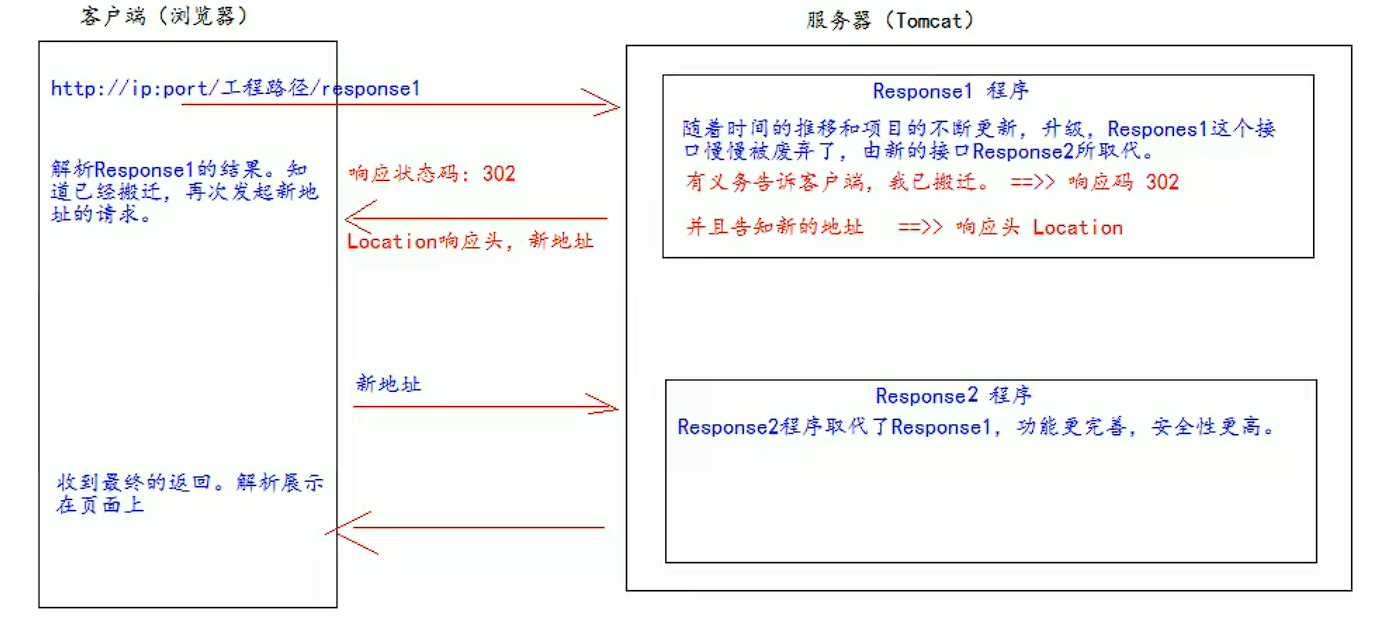 客户端（浏览器）
服务器（Tomcat）
http://ip:port/工程路径/response1
Response1 程序
随着时间的推移和项目的不断更新，升级，Respones1这个接
口慢慢被废弃了，由新的接口Response2所取代。
有义务告诉客户端，我已搬迁。 ==>> 响应码 302
并且告知新的地址 ==>> 响应头 Location
解析Response1的结果。知
道已经搬迁，再次发起新地
址的请求。
响应状态码：302
Location响应头，新地址
新地址
Response2 程序
Response2程序取代了Response1，功能更完善，安全性更高。
收到最终的返回。解析展示
在页面上